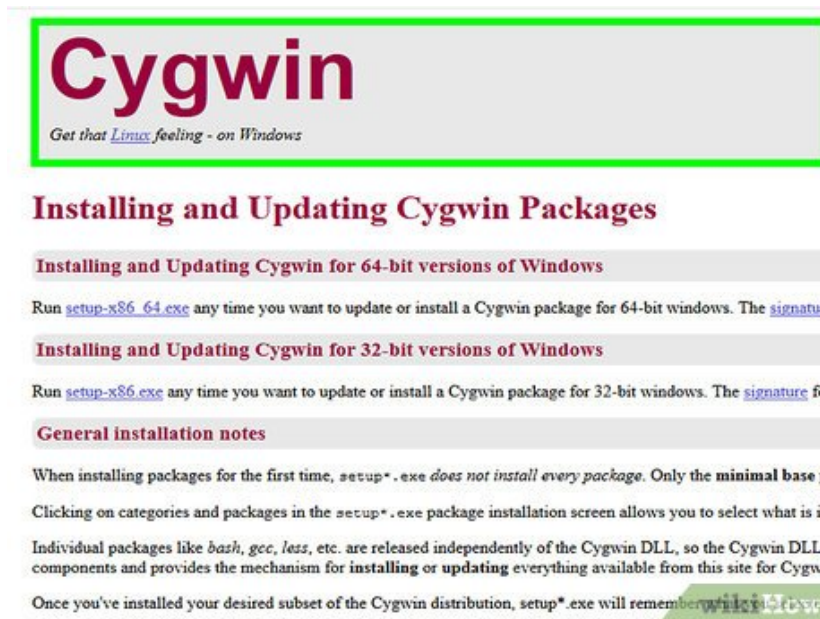 Cygwin
Get that Linux feeling - on Windows
Installing and Updating Cygwin Packages
Installing and Updating Cygwin for 64-bit versions of Windows
Run setup-x86_64.exe any time you want to update or install a Cygwin package for 64-bit windows. The signatu
Installing and Updating Cygwin for 32-bit versions of Windows
Run setup-x86.exe any time you want to update or install a Cygwin package for 32-bit windows. The signature f
General installation notes
When installing packages for the first time, setup*.exe does not install every package. Only the minimal base
Clicking on categories and packages in the setup*.exe package installation screen allows you to select what is i
Individual packages like bash, gcc, less, etc. are released independently of the Cygwin DLL, so the Cygwin DLL
components and provides the mechanism for installing or updating everything available from this site for Cygw
Once you've installed your desired subset of the Cygwin distribution, setup*.exe will remember
wikiHow